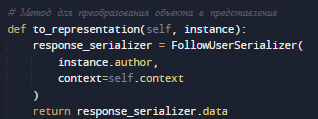 # Метод для преобразования объекта в представление
def to_representation(self, instance):
    response_serializer = FollowUserSerializer(
        instance.author,
        context=self.context
    )
    return response_serializer.data